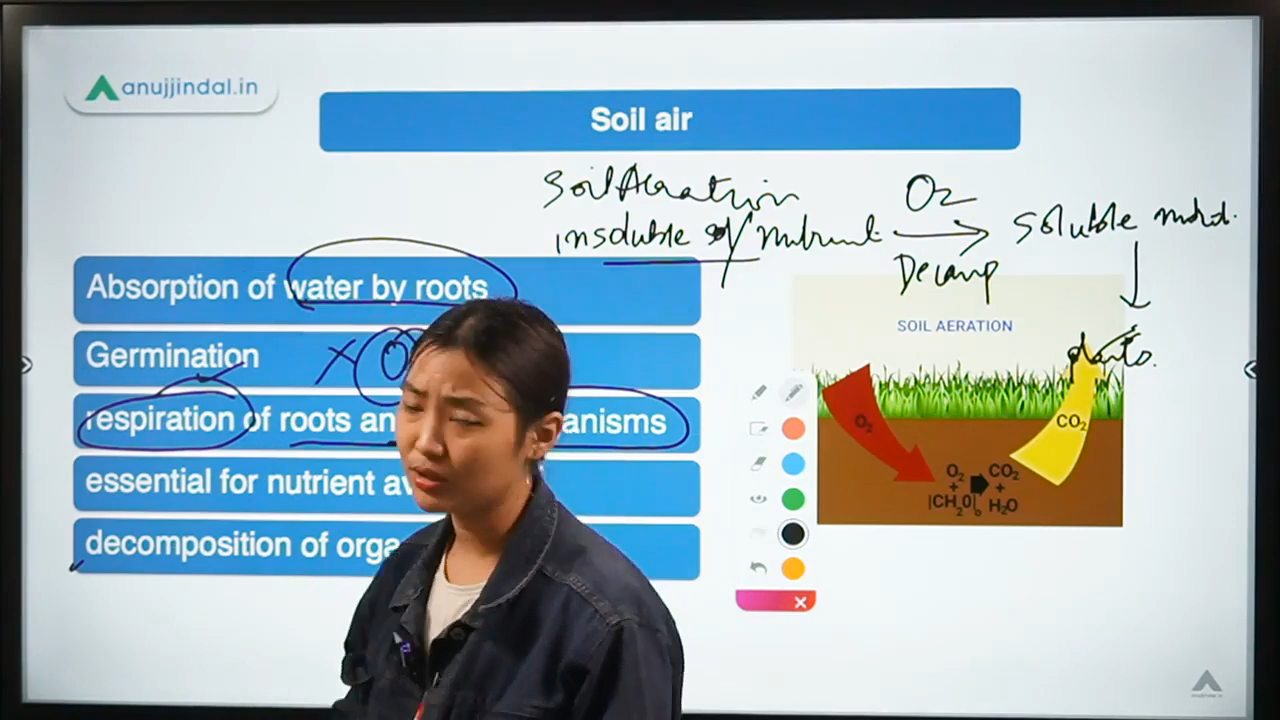 anujjindal.in
Soil air
Soil Aeration
insoluble nutrient → O2 Decomp → soluble nutrt.
plants.
Absorption of water by roots
Germination
X O
respiration of roots an anisms
essential for nutrient av
decomposition of orga
SOIL AERATION
O2
CO2
O2 + |CH2O|o CO2 + H2O